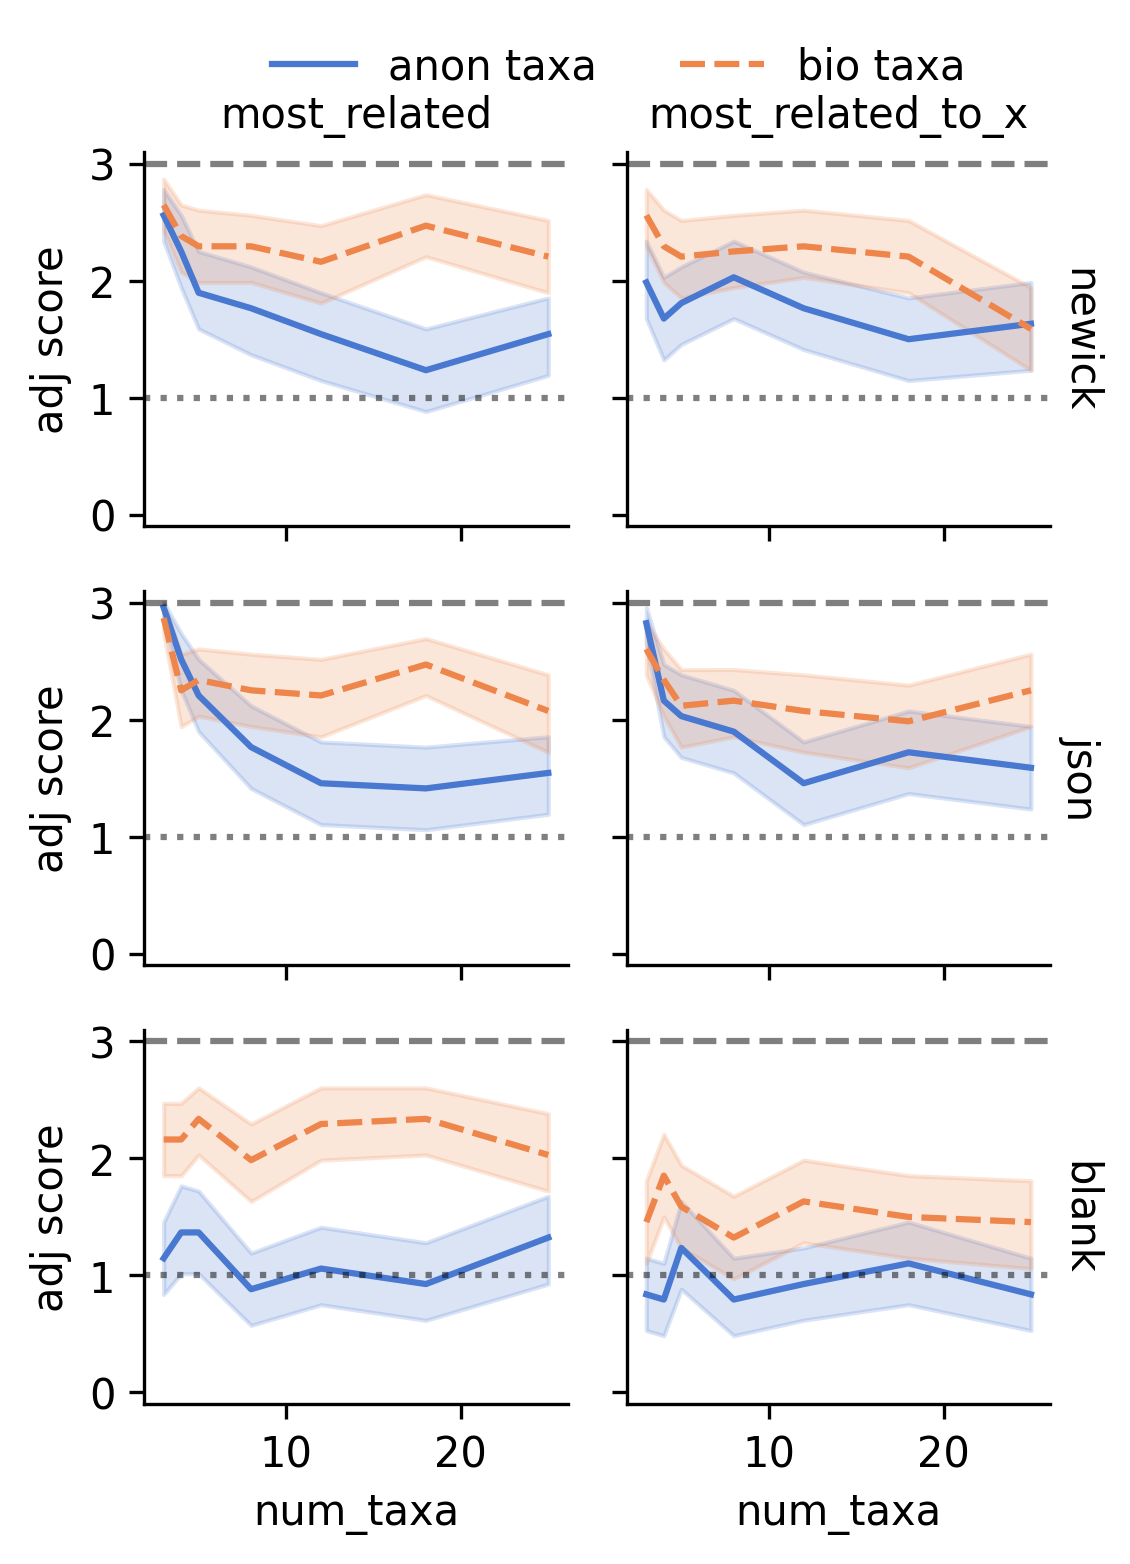 anon taxa bio taxa
most_related most_related_to_x
3
2
1
0
adj score
newick
3
2
1
0
adj score
json
3
2
1
0
adj score
blank
10 20 10 20
num_taxa num_taxa